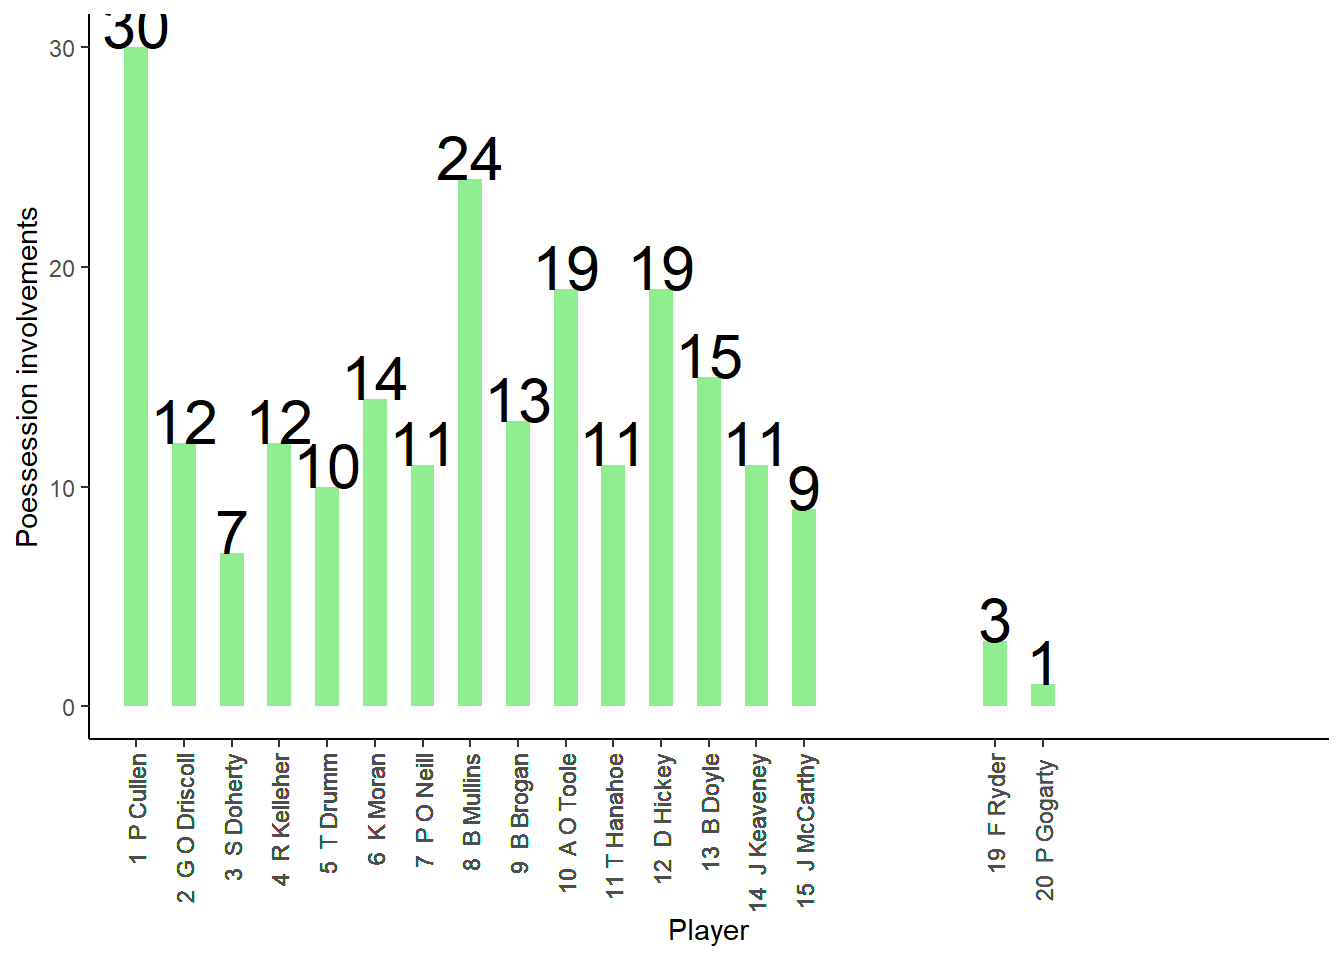 30
30
24
20
19
19
15
14
13
12
12
11
11
11
10
10
9
7
3
1
0
Poessession involvements
1 P Cullen
2 G O Driscoll
3 S Doherty
4 R Kelleher
5 T Drumm
6 K Moran
7 P O Neill
8 B Mullins
9 B Brogan
10 A O Toole
11 T Hanahoe
12 D Hickey
13 B Doyle
14 J Keaveney
15 J McCarthy
19 F Ryder
20 P Gogarty
Player